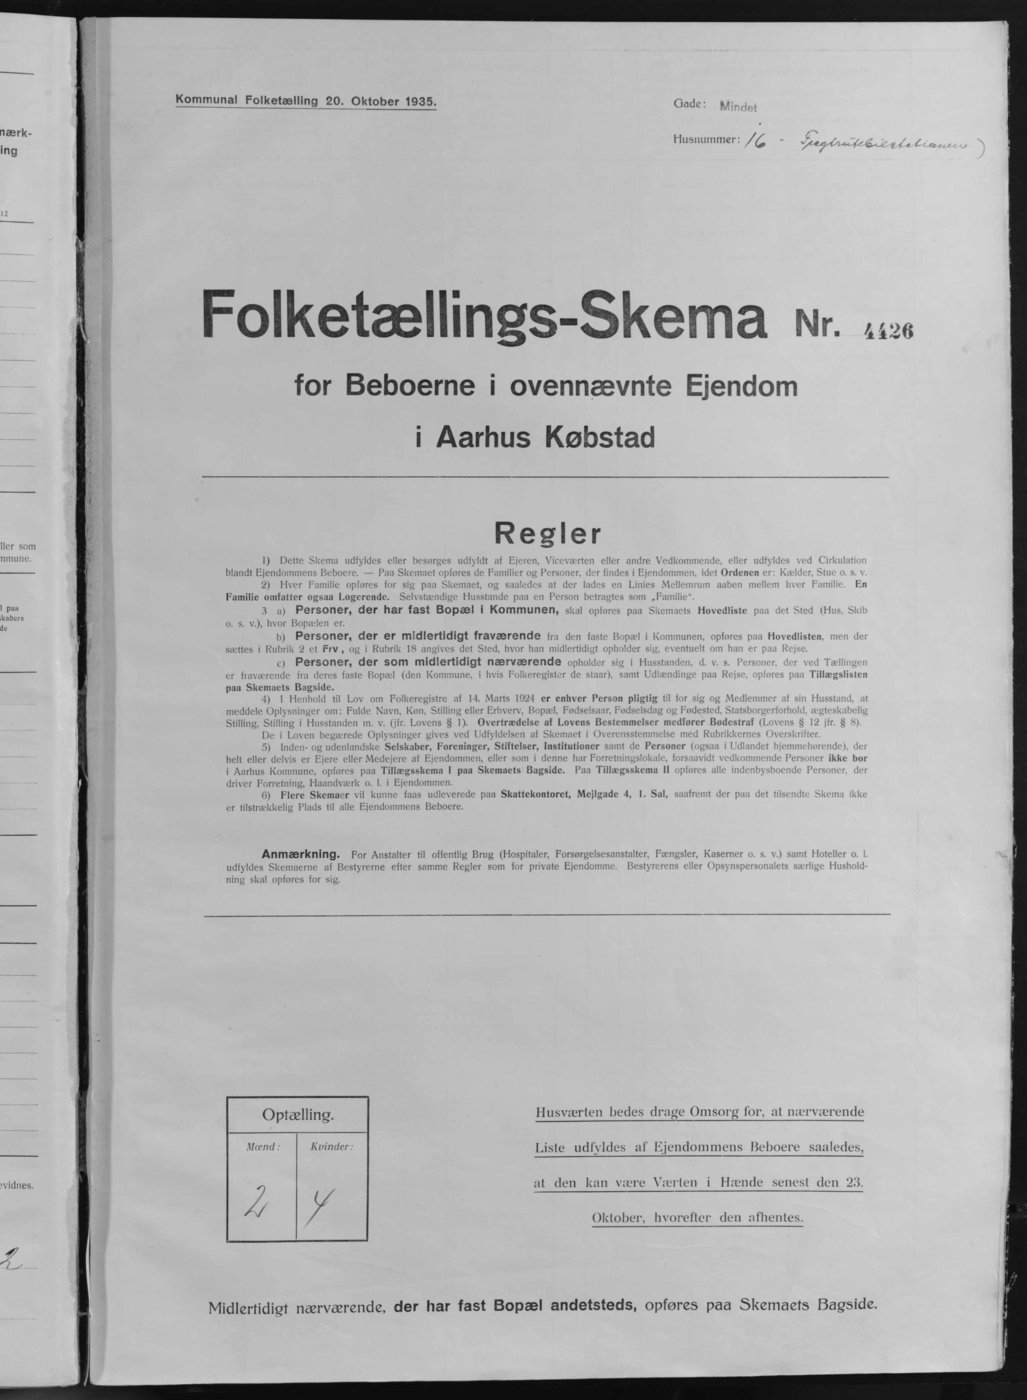 Kommunal Folketælling 20. Oktober 1935.
Gade: Mindet
Husnummer: 16 -
Folketællings-Skema Nr. 4426
for Beboerne i ovennævnte Ejendom
i Aarhus Købstad
Regler
1) Dette Skema udfyldes eller besørges udfyldt af Ejeren, Viceværten eller andre Vedkommende, eller udfyldes ved Cirkulation
blandt Ejendommens Beboere. — Paa Skemaet opføres de Familier og Personer, der findes i Ejendommen, idet Ordenen er: Kælder, Stue o. s. v.
2) Hver Familie opføres for sig paa Skemaet, og saaledes at der lades en Linies Mellemrum aaben mellem hver Familie. En
Familie omfatter ogsaa Logerende. Selvstændige Husstande paa en Person betragtes som „Familie".
3 a) Personer, der har fast Bopæl i Kommunen, skal opføres paa Skemaets Hovedliste paa det Sted (Hus, Skib
o. s. v.), hvor Bopælen er.
b) Personer, der er midlertidigt fraværende fra den faste Bopæl i Kommunen, opføres paa Hovedlisten, men der
sættes i Rubrik 2 et Frv., og i Rubrik 18 angives det Sted, hvor han midlertidigt opholder sig, eventuelt om han er paa Rejse.
c) Personer, der som midlertidigt nærværende opholder sig i Husstanden, d. v. s. Personer, der ved Tællingen
er fraværende fra deres faste Bopæl (den Kommune, i hvis Folkeregister de staar), samt Udlændinge paa Rejse, opføres paa Tillægslisten
paa Skemaets Bagside.
4) I Henhold til Lov om Folkeregistre af 14. Marts 1924 er enhver Person pligtig til for sig og Medlemmer af sin Husstand, at
meddele Oplysninger om: Fulde Navn, Køn, Stilling eller Erhverv, Bopæl, Fødselsaar, Fødselsdag og Fødested, Statsborgerforhold, ægteskabelig
Stilling, Stilling i Husstanden m. v. (jfr. Lovens § 1). Overtrædelse af Lovens Bestemmelser medfører Bødestraf (Lovens § 12 jfr. § 8).
De i Loven begærede Oplysninger gives ved Udfyldelsen af Skemaet i Overensstemmelse med Rubrikkernes Overskrifter.
5) Inden- og udenlandske Selskaber, Foreninger, Stiftelser, Institutioner samt de Personer (ogsaa i Udlandet hjemmehørende), der
helt eller delvis er Ejere eller Medejere af Ejendommen, eller som i denne har Forretningslokale, forsaavidt vedkommende Personer ikke bor
i Aarhus Kommune, opføres paa Tillægsskema I paa Skemaets Bagside. Paa Tillægsskema II opføres alle indenbysboende Personer, der
driver Forretning, Haandværk o. l. i Ejendommen.
6) Flere Skemaer vil kunne faas udleverede paa Skattekontoret, Mejlgade 4, 1. Sal, saafremt der paa det tilsendte Skema ikke
er tilstrækkelig Plads til alle Ejendommens Beboere.
Anmærkning. For Anstalter til offentlig Brug (Hospitaler, Forsørgelsesanstalter, Fængsler, Kaserner o. s. v.) samt Hoteller o. l.
udfyldes Skemaerne af Bestyrerne efter samme Regler som for private Ejendomme. Bestyrerens eller Opsynspersonalets særlige Hushold-
ning skal opføres for sig.
Optælling.
Mænd: Kvinder:
2 4
Husværten bedes drage Omsorg for, at nærværende
Liste udfyldes af Ejendommens Beboere saaledes,
at den kan være Værten i Hænde senest den 23.
Oktober, hvorefter den afhentes.
Midlertidigt nærværende, der har fast Bopæl andetsteds, opføres paa Skemaets Bagside.